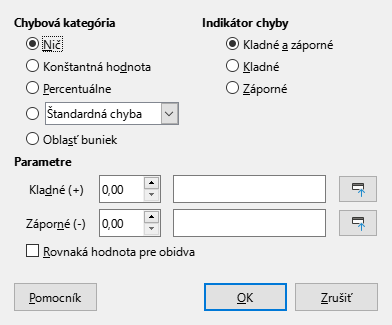 Chybová kategória
Indikátor chyby
Nič
Kladné a záporné
Konštantná hodnota
Kladné
Percentuálne
Záporné
Štandardná chyba
Oblasť buniek
Parametre
Kladné (+) 0,00
Záporné (-) 0,00
Rovnaká hodnota pre obidva
Pomocník
OK
Zrušiť